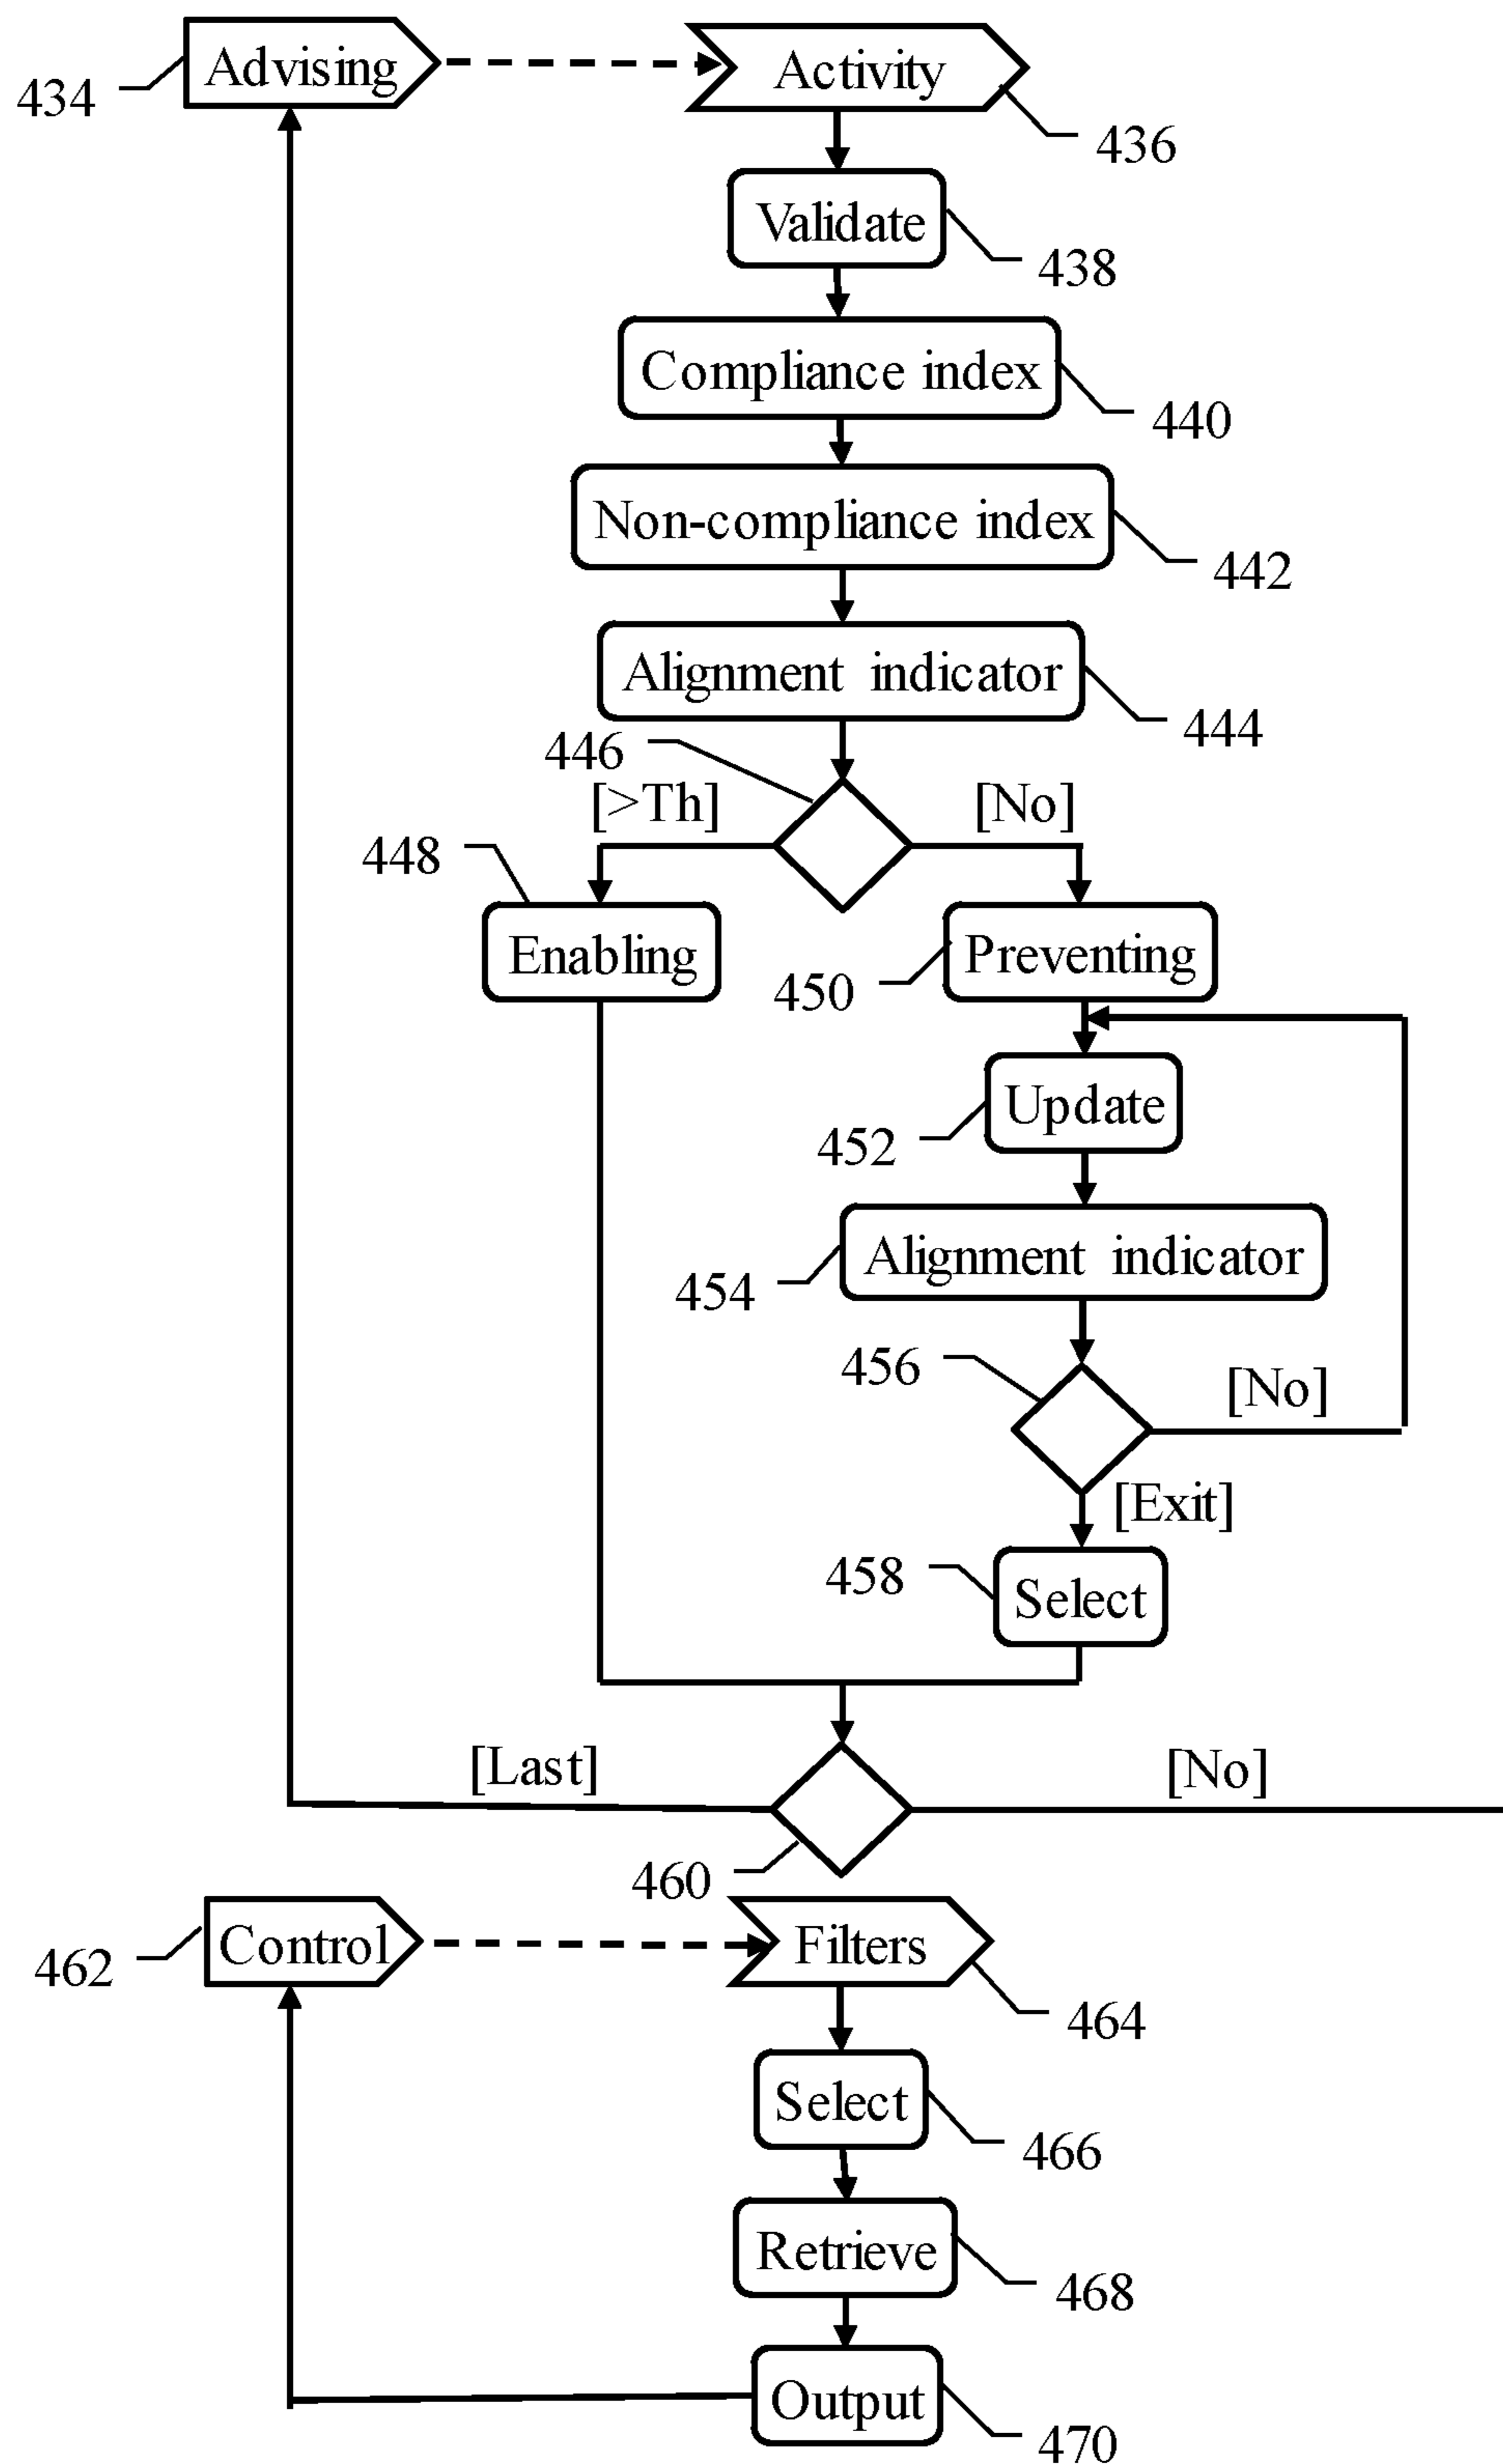 Advising
Activity
434
436
Validate
438
Compliance index
440
Non-compliance index
442
Alignment indicator
444
446
[>Th]
[No]
448
Enabling
Preventing
450
Update
452
Alignment indicator
454
456
[No]
[Exit]
458
Select
[Last]
[No]
460
Control
Filters
462
464
Select
466
Retrieve
468
Output
470